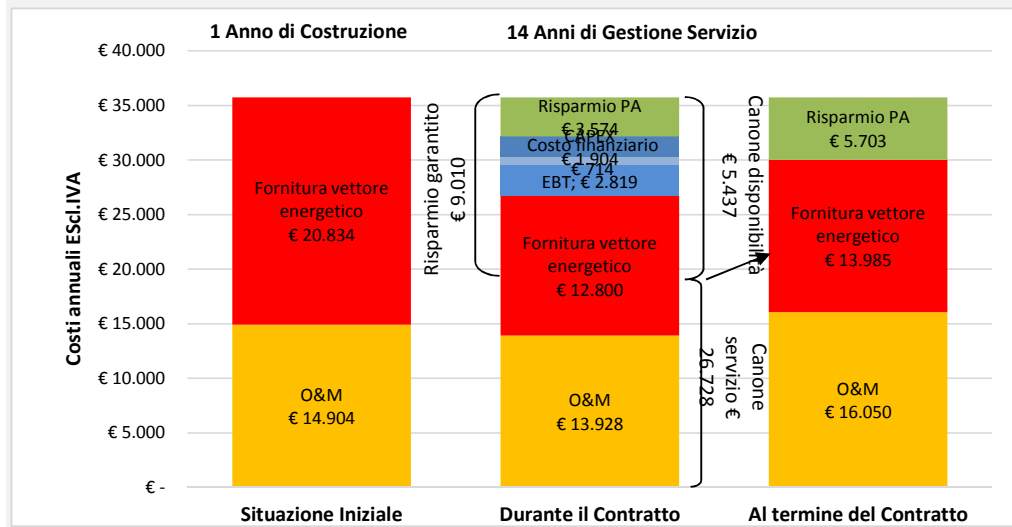 1 Anno di Costruzione
14 Anni di Gestione Servizio
Costi annuali EScl.IVA
€ 40.000
€ 35.000
€ 30.000
€ 25.000
€ 20.000
€ 15.000
€ 10.000
€ 5.000
€ -
Fornitura vettore
energetico
€ 20.834
O&M
€ 14.904
Risparmio garantito
€ 9.010
Risparmio PA
€ 3.574
CAPEX
Costo finanziario
€ 1.904
€ 714
EBT; € 2.819
Fornitura vettore
energetico
€ 12.800
O&M
€ 13.928
Canone disponibilità
€ 5.437
Canone
servizio €
26.728
Risparmio PA
€ 5.703
Fornitura vettore
energetico
€ 13.985
O&M
€ 16.050
Situazione Iniziale
Durante il Contratto
Al termine del Contratto